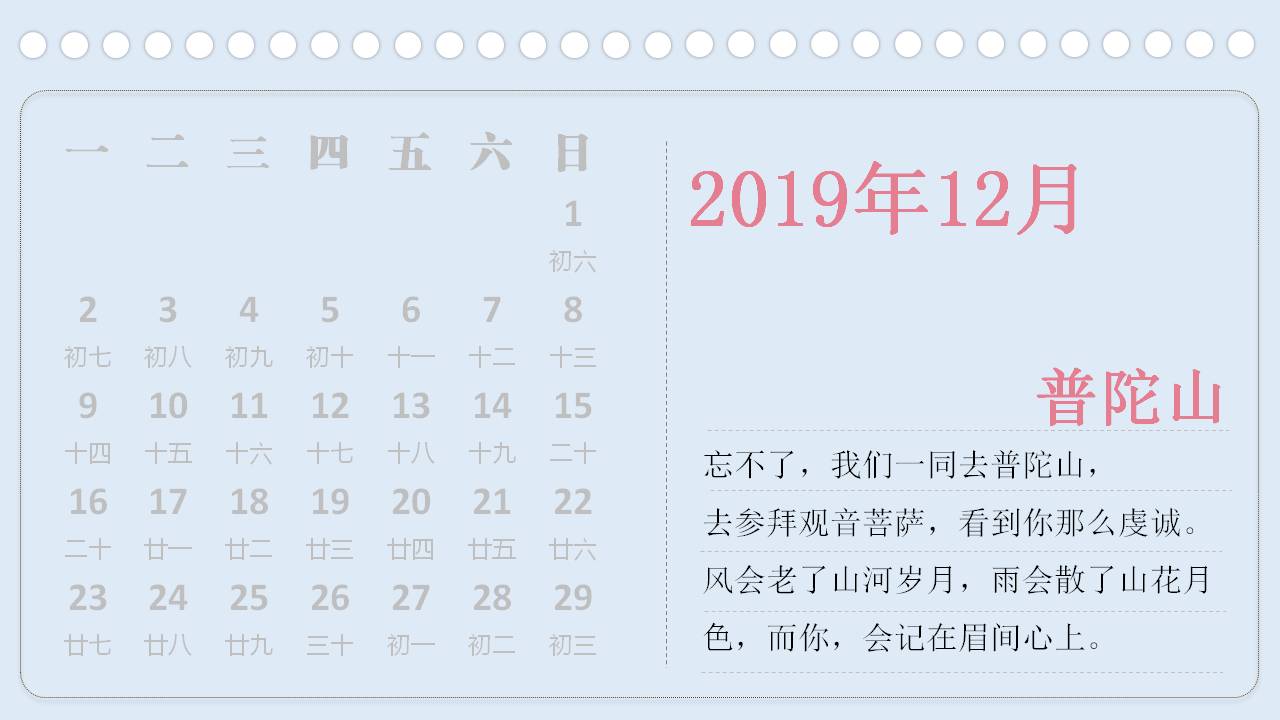 一 二 三 四 五 六 日
1
初六
2 3 4 5 6 7 8
初七 初八 初九 初十 十一 十二 十三
9 10 11 12 13 14 15
十四 十五 十六 十七 十八 十九 二十
16 17 18 19 20 21 22
二十 廿一 廿二 廿三 廿四 廿五 廿六
23 24 25 26 27 28 29
廿七 廿八 廿九 三十 初一 初二 初三
2019年12月
普陀山
忘不了，我们一同去普陀山，
去参拜观音菩萨，看到你那么虔诚。
风会老了山河岁月，雨会散了山花月
色，而你，会记在眉间心上。